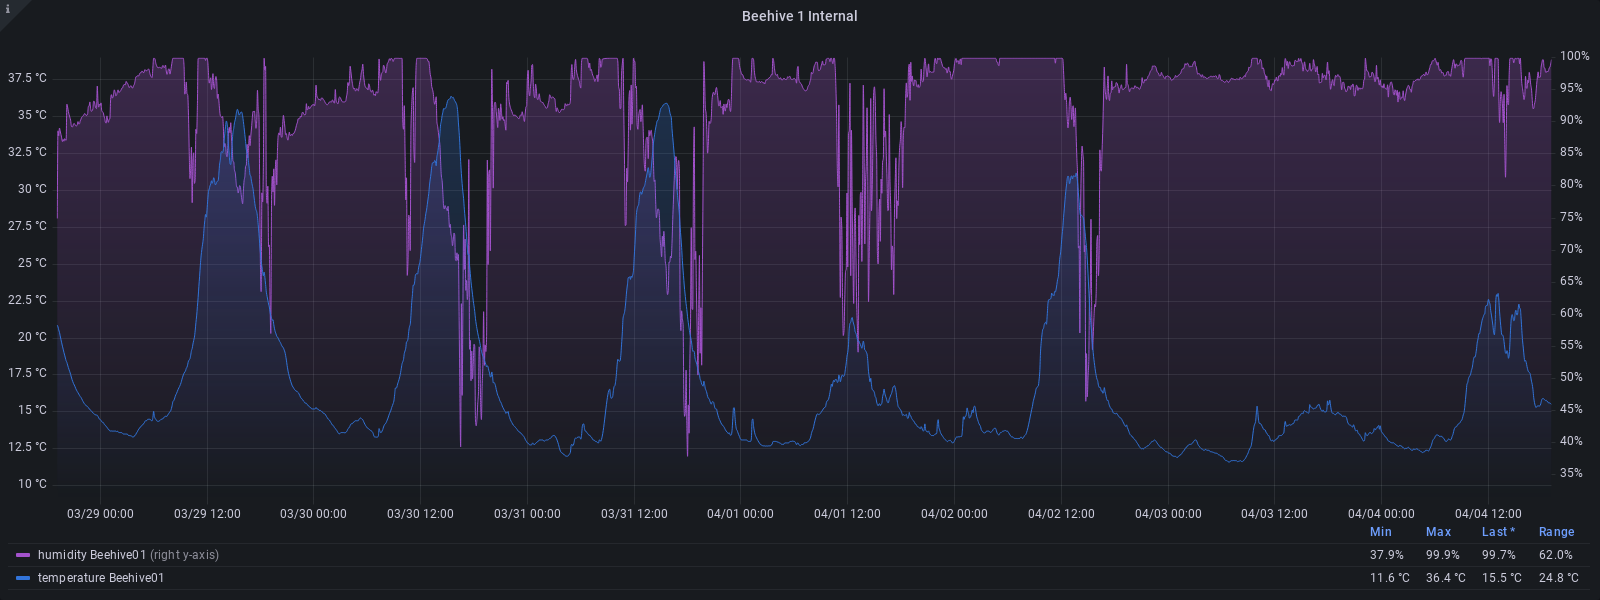 i
Beehive 1 Internal
37.5 °C
35 °C
32.5 °C
30 °C
27.5 °C
25 °C
22.5 °C
20 °C
17.5 °C
15 °C
12.5 °C
10 °C
100%
95%
90%
85%
80%
75%
70%
65%
60%
55%
50%
45%
40%
35%
03/29 00:00 03/29 12:00 03/30 00:00 03/30 12:00 03/31 00:00 03/31 12:00 04/01 00:00 04/01 12:00 04/02 00:00 04/02 12:00 04/03 00:00 04/03 12:00 04/04 00:00 04/04 12:00
Min Max Last * Range
humidity Beehive01 (right y-axis) 37.9% 99.9% 99.7% 62.0%
temperature Beehive01 11.6 °C 36.4 °C 15.5 °C 24.8 °C